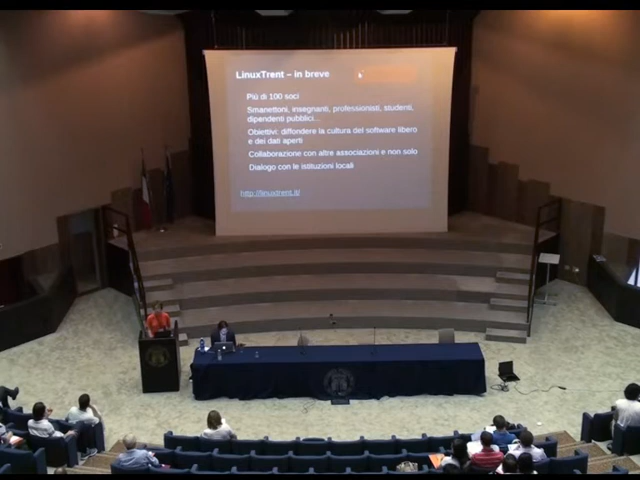 LinuxTrent – in breve
Più di 100 soci
Smanettoni, insegnanti, professionisti, studenti,
dipendenti pubblici...
Obiettivi: diffondere la cultura del software libero
e dei dati aperti
Collaborazione con altre associazioni e non solo
Dialogo con le istituzioni locali
http://linuxtrent.it/